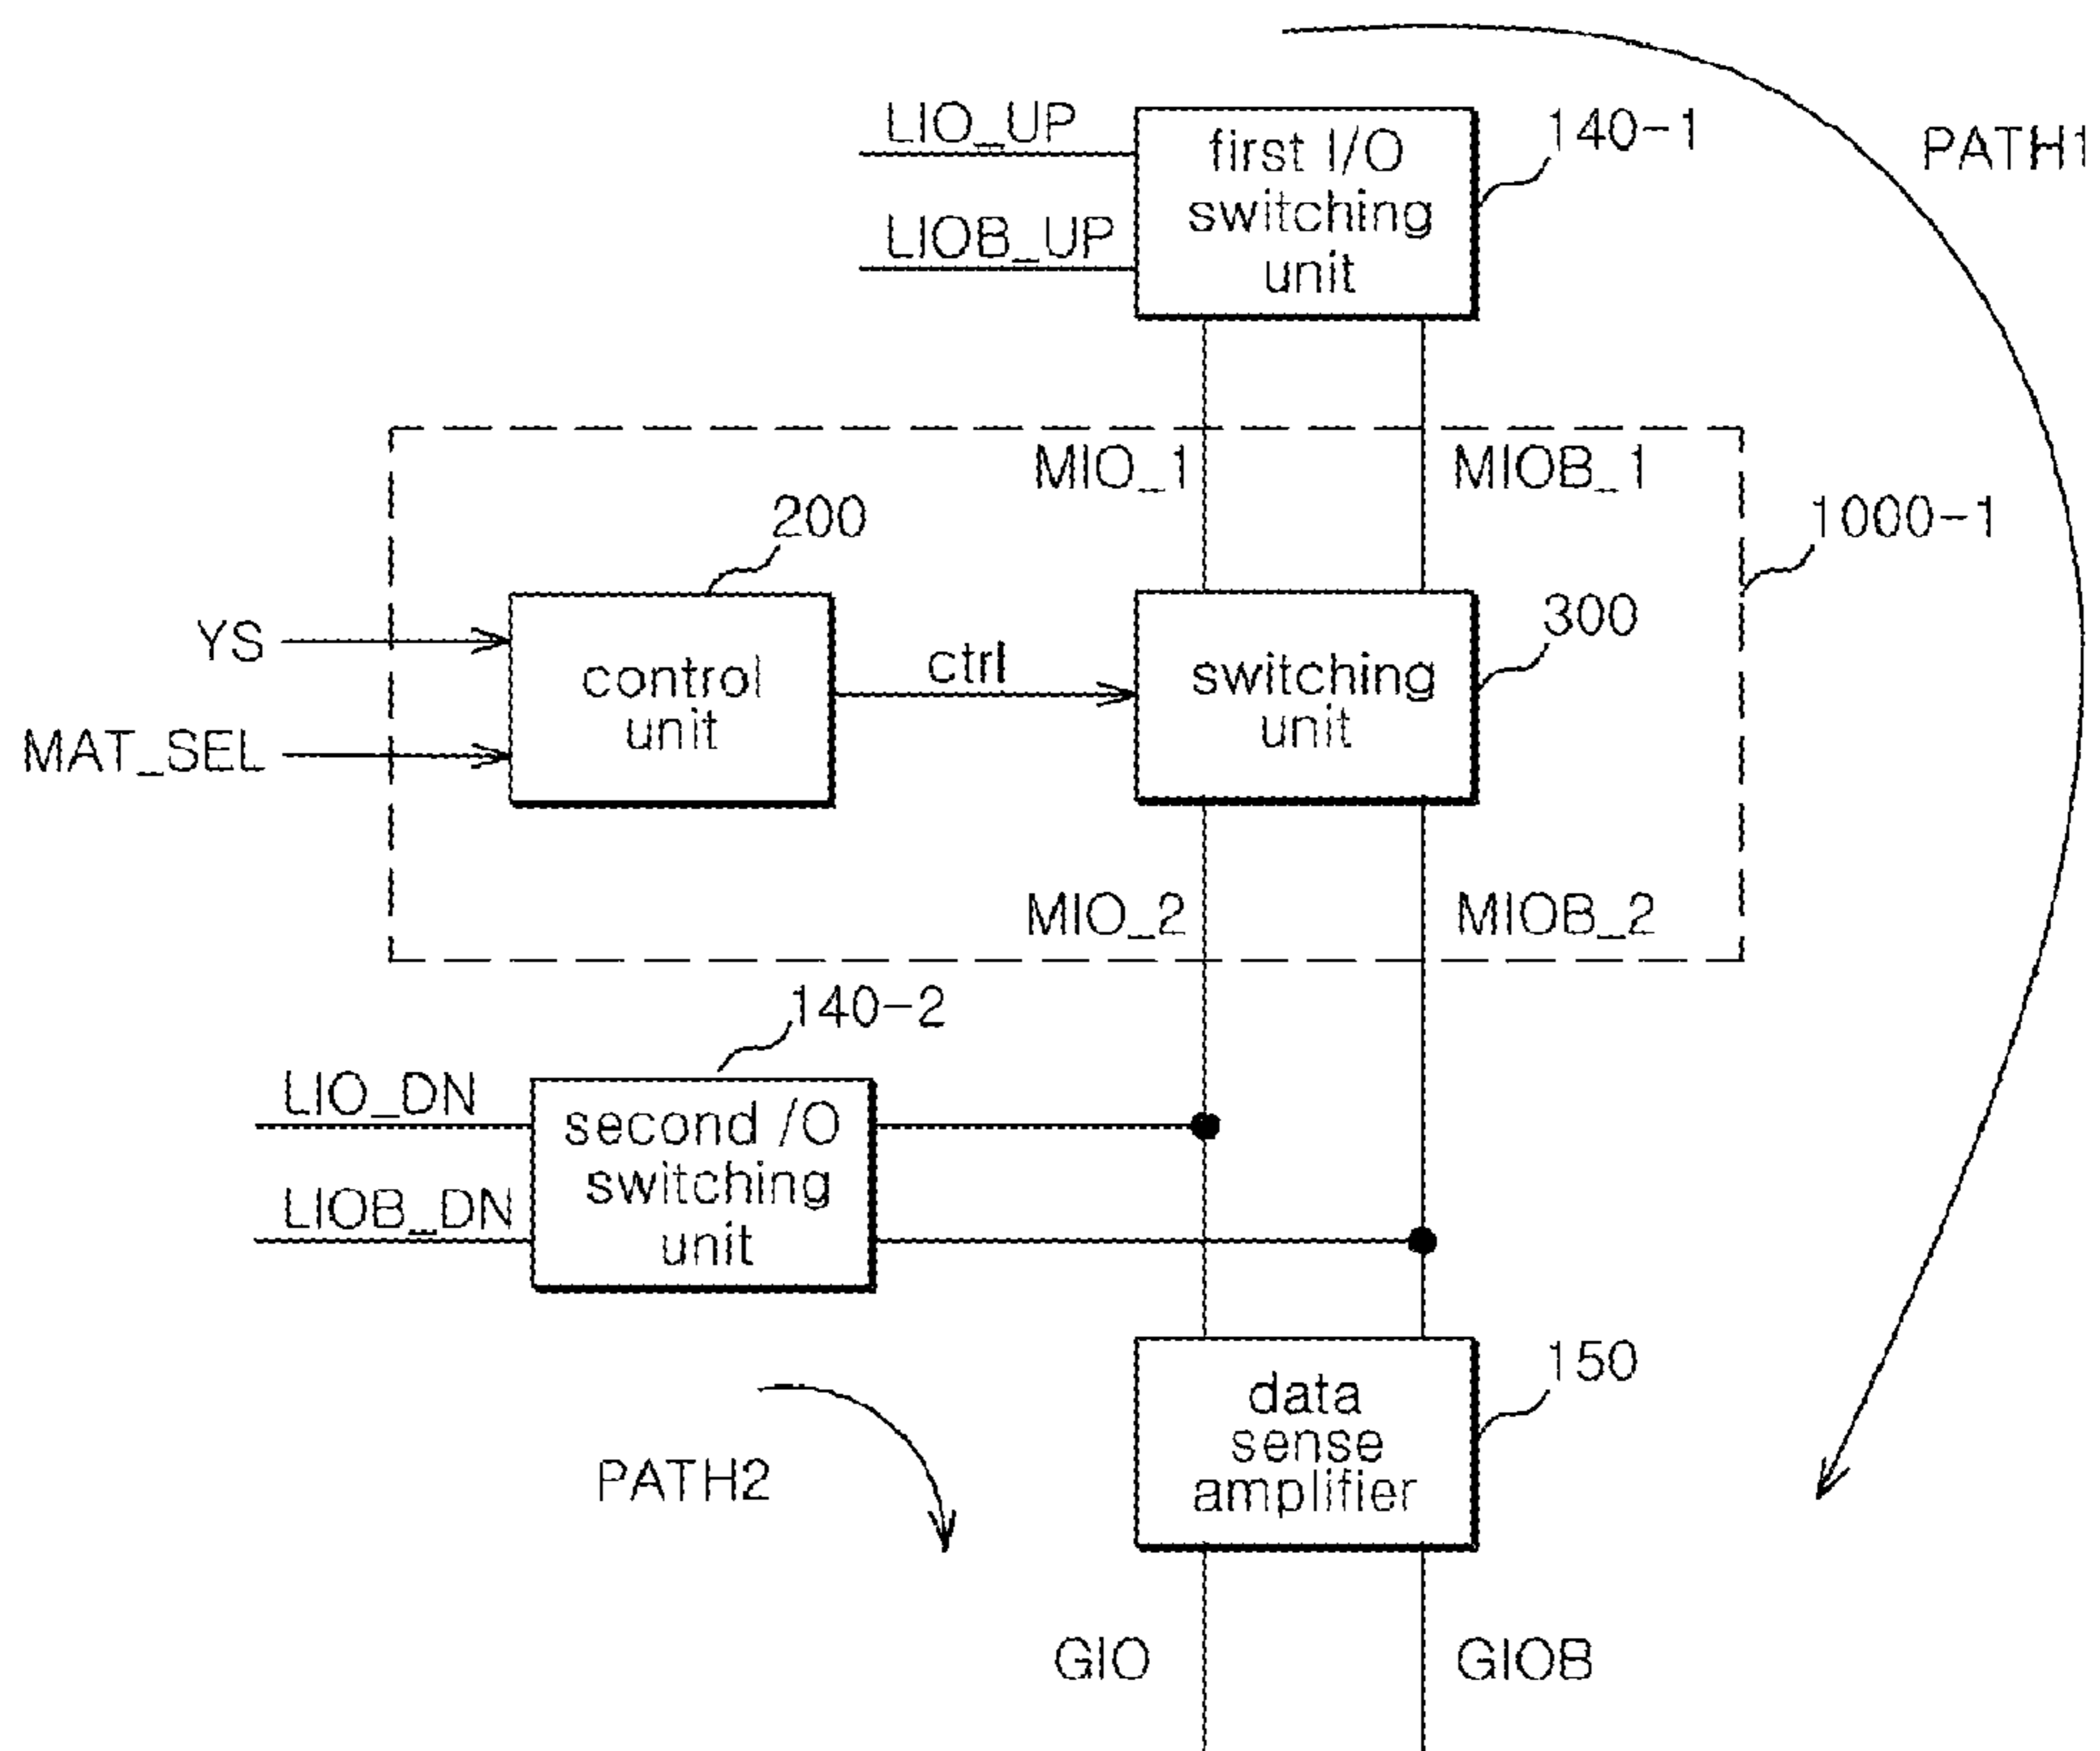 LIO_UP
LIOB_UP
first I/O
switching
unit
140-1
PATH1
MIO_1
MIOB_1
200
1000-1
YS
MAT_SEL
control
unit
ctrl
300
switching
unit
MIO_2
MIOB_2
140-2
LIO_DN
LIOB_DN
second /O
switching
unit
150
data
sense
amplifier
PATH2
GIO
GIOB